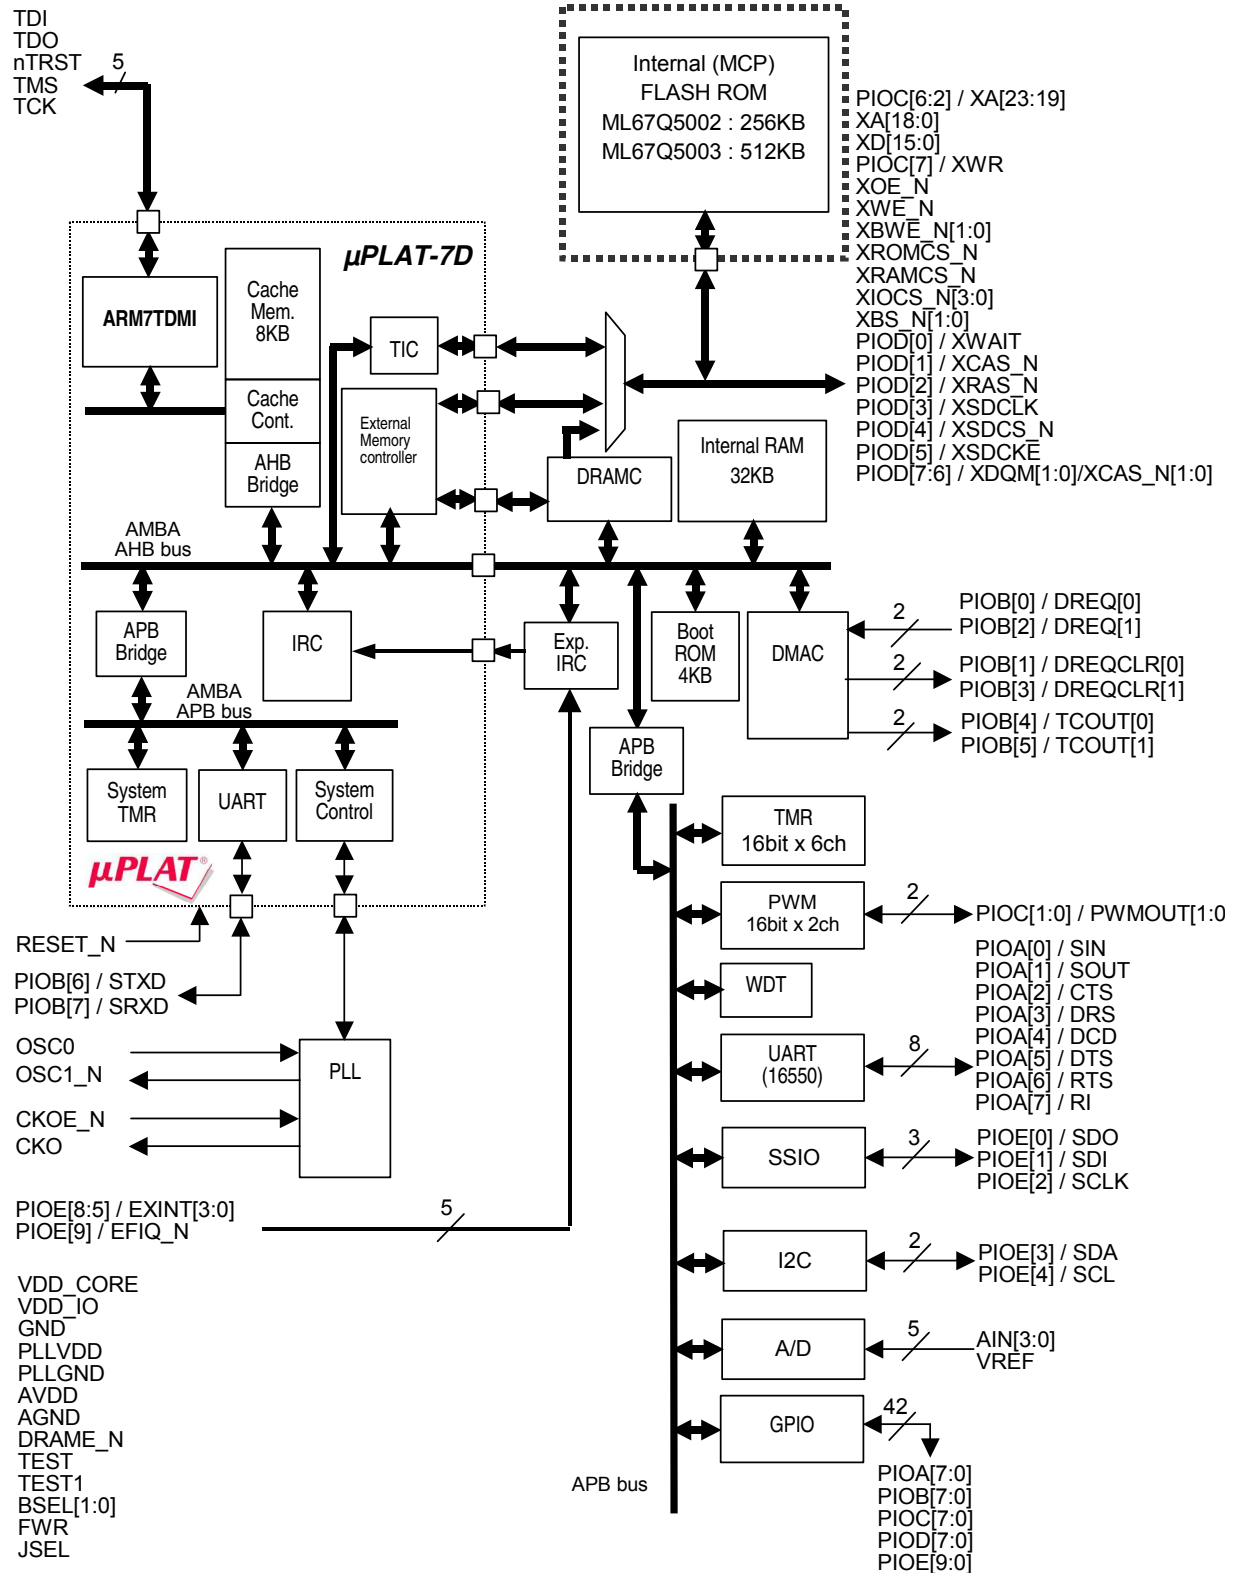 TDI
TDO
nTRST
TMS
TCK
5
Internal (MCP)
FLASH ROM
ML67Q5002 : 256KB
ML67Q5003 : 512KB
PIOC[6:2] / XA[23:19]
XA[18:0]
XD[15:0]
PIOC[7] / XWR
XOE_N
XWE_N
XBWE_N[1:0]
XROMCS_N
XRAMCS_N
XIOCS_N[3:0]
XBS_N[1:0]
PIOD[0] / XWAIT
PIOD[1] / XCAS_N
PIOD[2] / XRAS_N
PIOD[3] / XSDCLK
PIOD[4] / XSDCS_N
PIOD[5] / XSDCKE
PIOD[7:6] / XDQM[1:0]/XCAS_N[1:0]
µPLAT-7D
ARM7TDMI
Cache
Mem.
8KB
Cache
Cont.
AHB
Bridge
TIC
External
Memory
controller
DRAMC
Internal RAM
32KB
AMBA
AHB bus
APB
Bridge
IRC
Exp.
IRC
Boot
ROM
4KB
DMAC
2
PIOB[0] / DREQ[0]
PIOB[2] / DREQ[1]
2
PIOB[1] / DREQCLR[0]
PIOB[3] / DREQCLR[1]
2
PIOB[4] / TCOUT[0]
PIOB[5] / TCOUT[1]
AMBA
APB bus
System
TMR
UART
System
Control
µPLAT®
APB
Bridge
TMR
16bit x 6ch
PWM
16bit x 2ch
2
PIOC[1:0] / PWMOUT[1:0
WDT
UART
(16550)
8
PIOA[0] / SIN
PIOA[1] / SOUT
PIOA[2] / CTS
PIOA[3] / DRS
PIOA[4] / DCD
PIOA[5] / DTS
PIOA[6] / RTS
PIOA[7] / RI
SSIO
3
PIOE[0] / SDO
PIOE[1] / SDI
PIOE[2] / SCLK
I2C
2
PIOE[3] / SDA
PIOE[4] / SCL
A/D
5
AIN[3:0]
VREF
GPIO
42
PIOA[7:0]
PIOB[7:0]
PIOC[7:0]
PIOD[7:0]
PIOE[9:0]
APB bus
RESET_N
PIOB[6] / STXD
PIOB[7] / SRXD
OSC0
OSC1_N
CKOE_N
CKO
PLL
PIOE[8:5] / EXINT[3:0]
PIOE[9] / EFIQ_N
5
VDD_CORE
VDD_IO
GND
PLLVDD
PLLGND
AVDD
AGND
DRAME_N
TEST
TEST1
BSEL[1:0]
FWR
JSEL